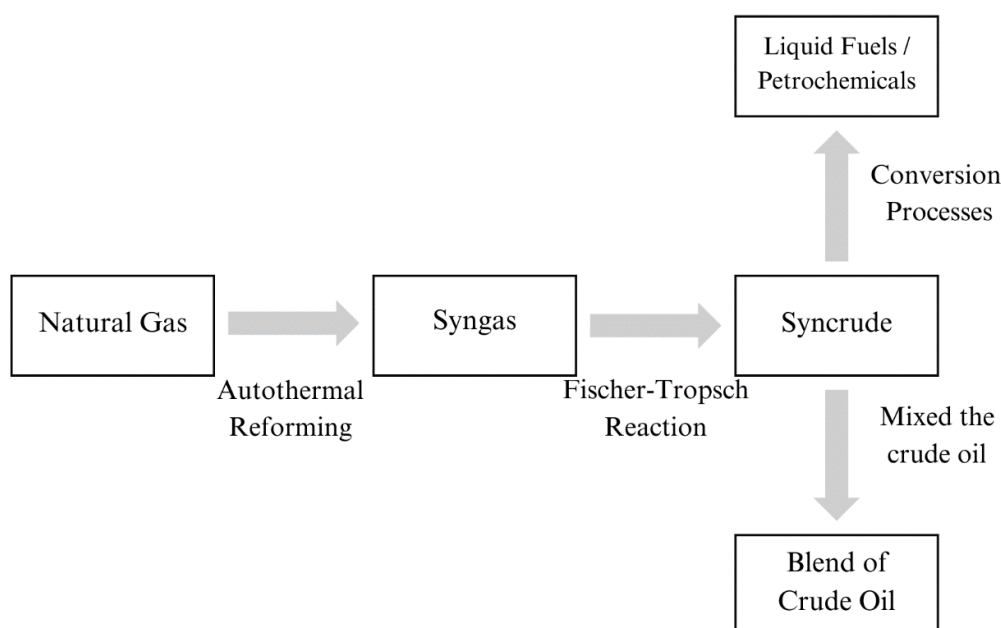 Liquid Fuels /
Petrochemicals
Conversion
Processes
Natural Gas
Syngas
Syncrude
Autothermal
Reforming
Fischer-Tropsch
Reaction
Mixed the
crude oil
Blend of
Crude Oil